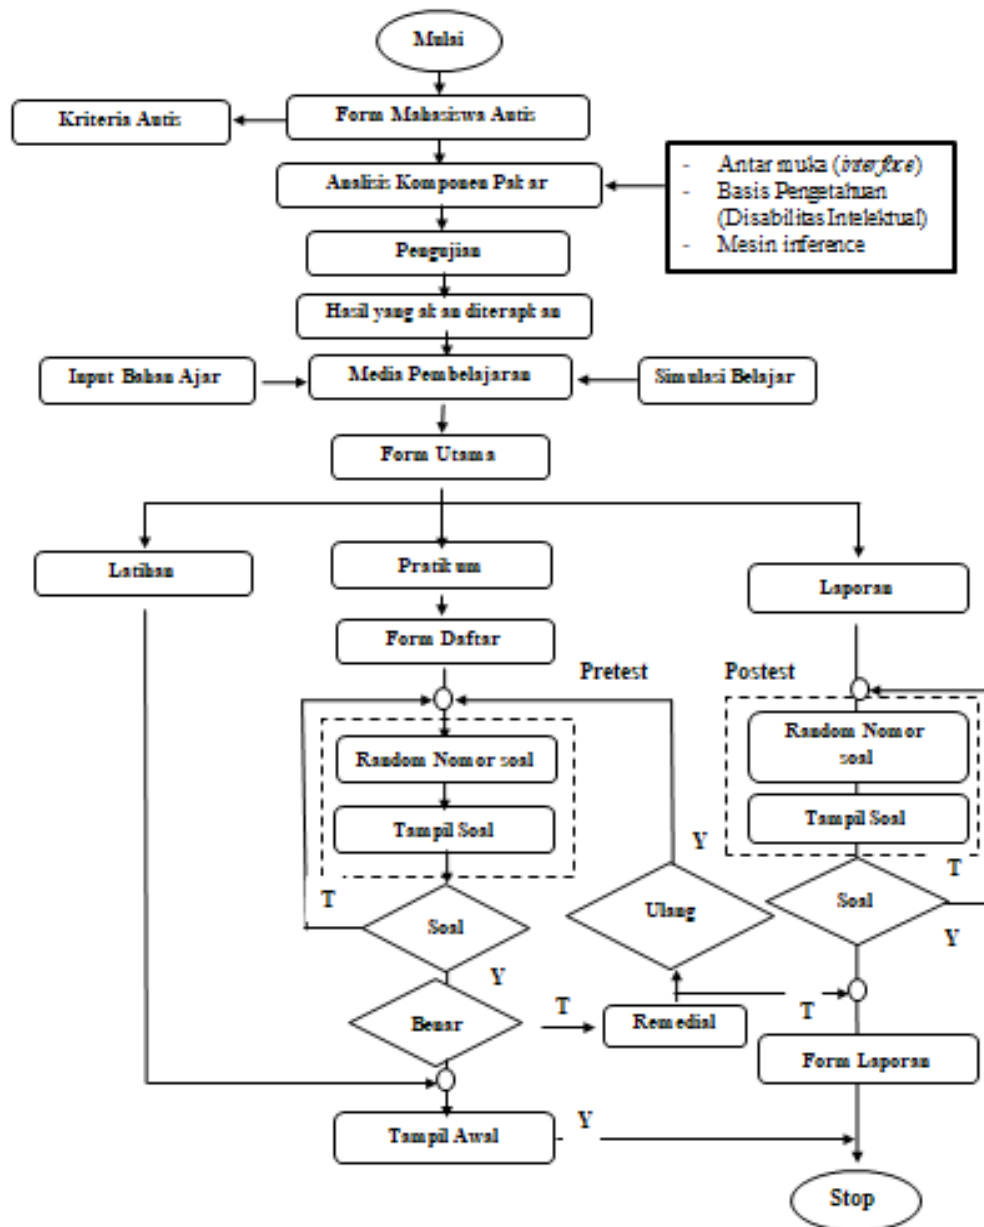 Mulai
Form Mahasiswa Autis
Kriteria Autis
Analisis Komponen Pakar
- Antar muka (interface)
- Basis Pengetahuan
(Disabilitas Intelektual)
- Mesin inference
Pengujian
Hasil yang akan diterapkan
Input Bahan Ajar
Media Pembelajaran
Simulasi Belajar
Form Utama
Latihan
Pratikum
Laporan
Form Daftar
Pretest
Postest
Random Nomor soal
Random Nomor
soal
Tampil Soal
Tampil Soal
Y
T
T
Soal
Ulang
Soal
Y
Y
Benar
T
Remedial
T
Form Laporan
Tampil Awal
Y
Stop